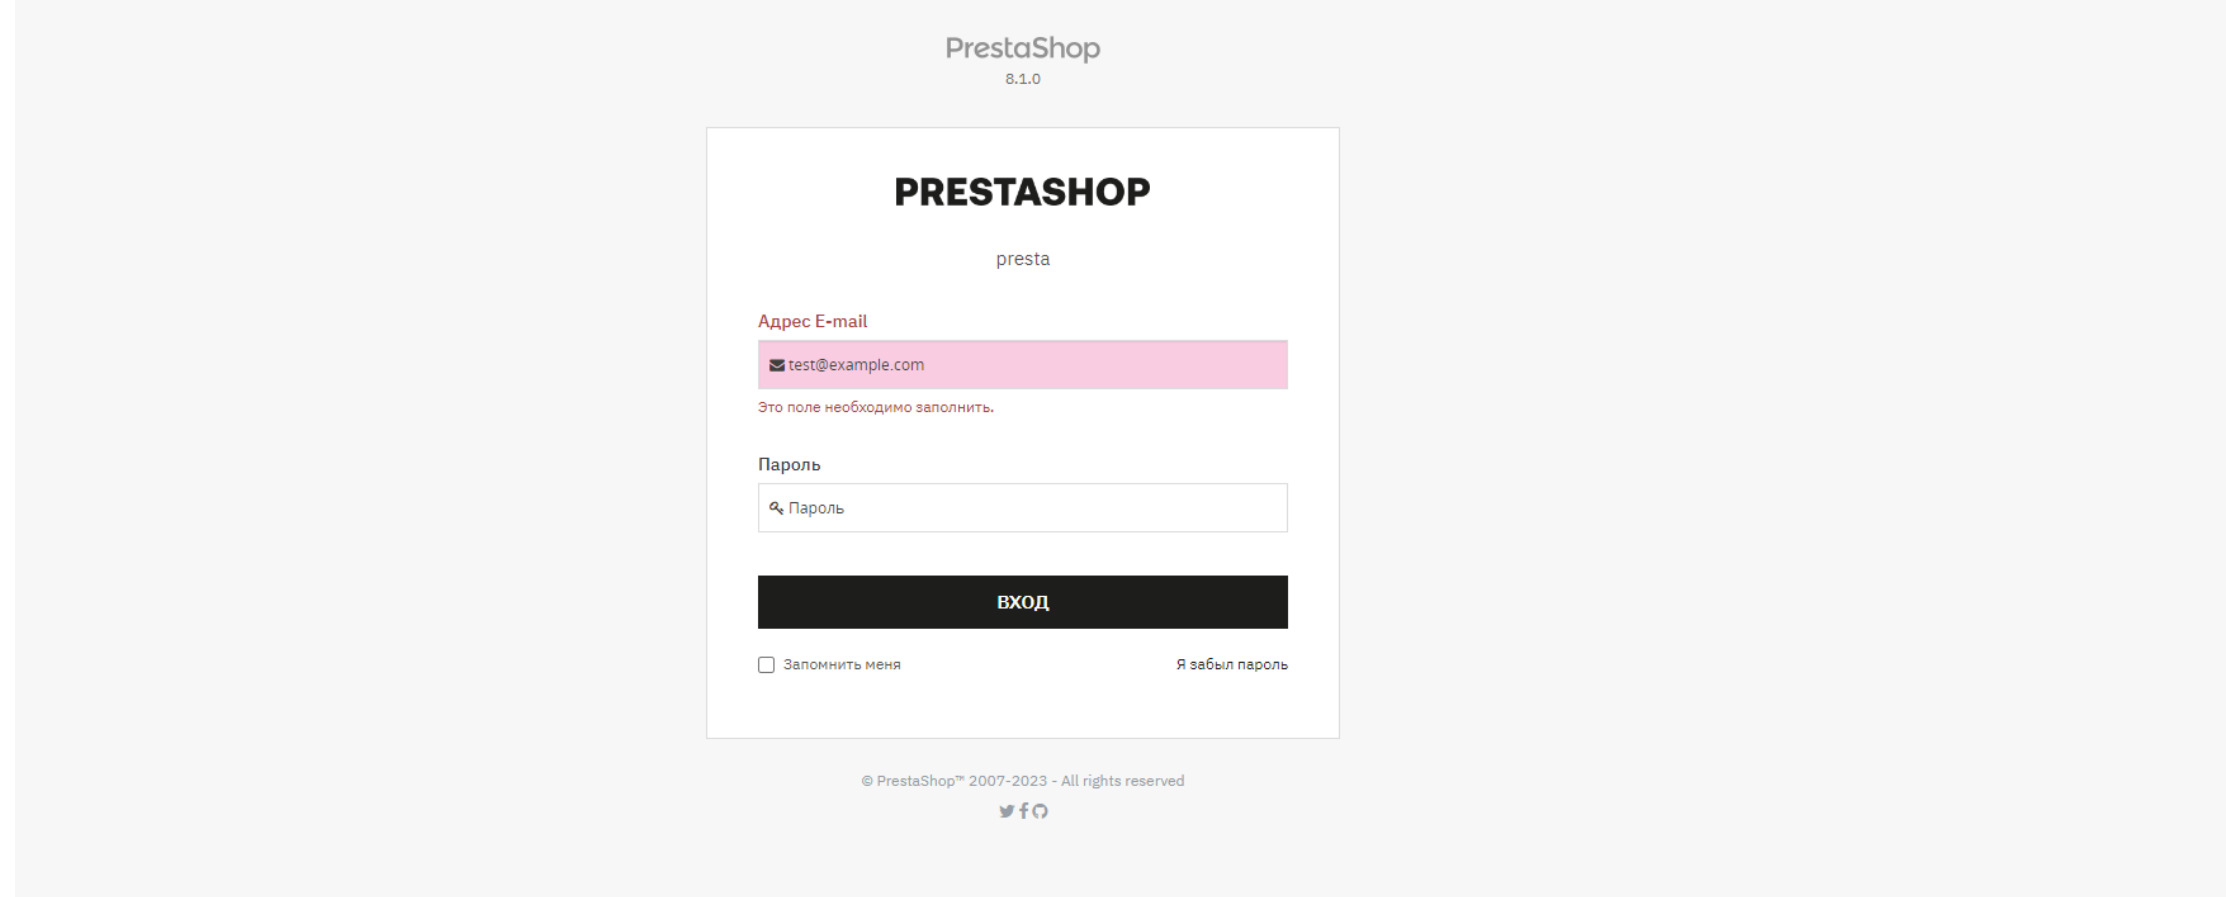 PrestaShop
8.1.0
PRESTASHOP
presta
Адрес E-mail
test@example.com
Это поле необходимо заполнить.
Пароль
Пароль
ВХОД
Запомнить меня
Я забыл пароль
© PrestaShop™ 2007-2023 - All rights reserved